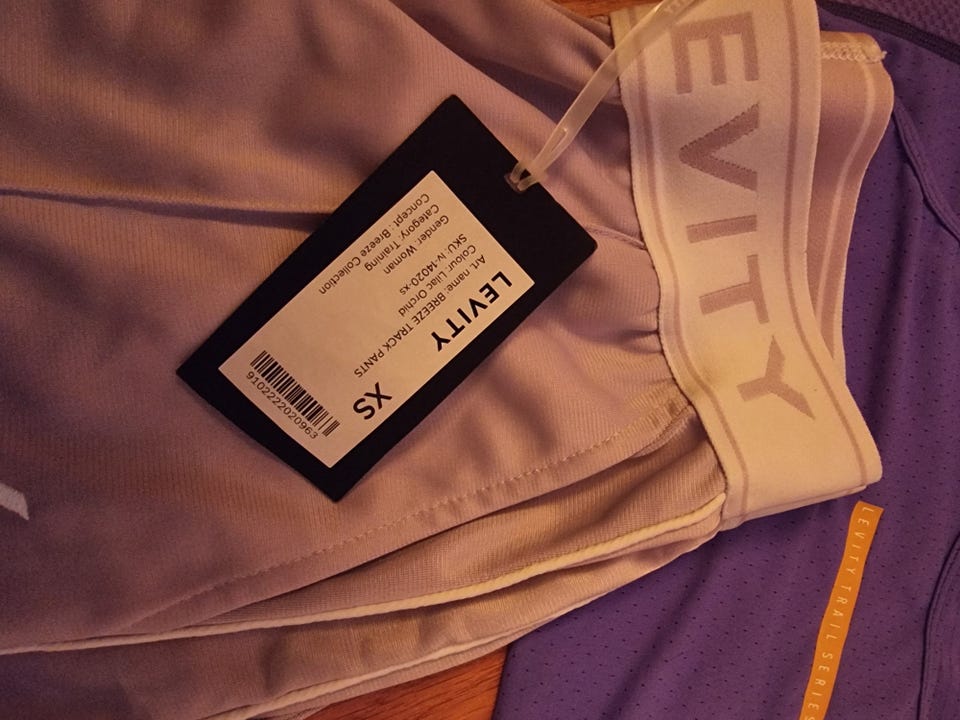 LEVITY
LEVITY
Art. name: BREEZE TRACK PANTS
Colour: Lilac Orchid
SKU: lv-14020-xs
Gender: Woman
Category: Training
Concept: Breeze Collection
XS
9102222020963
LEVITY TRAIL SERIES